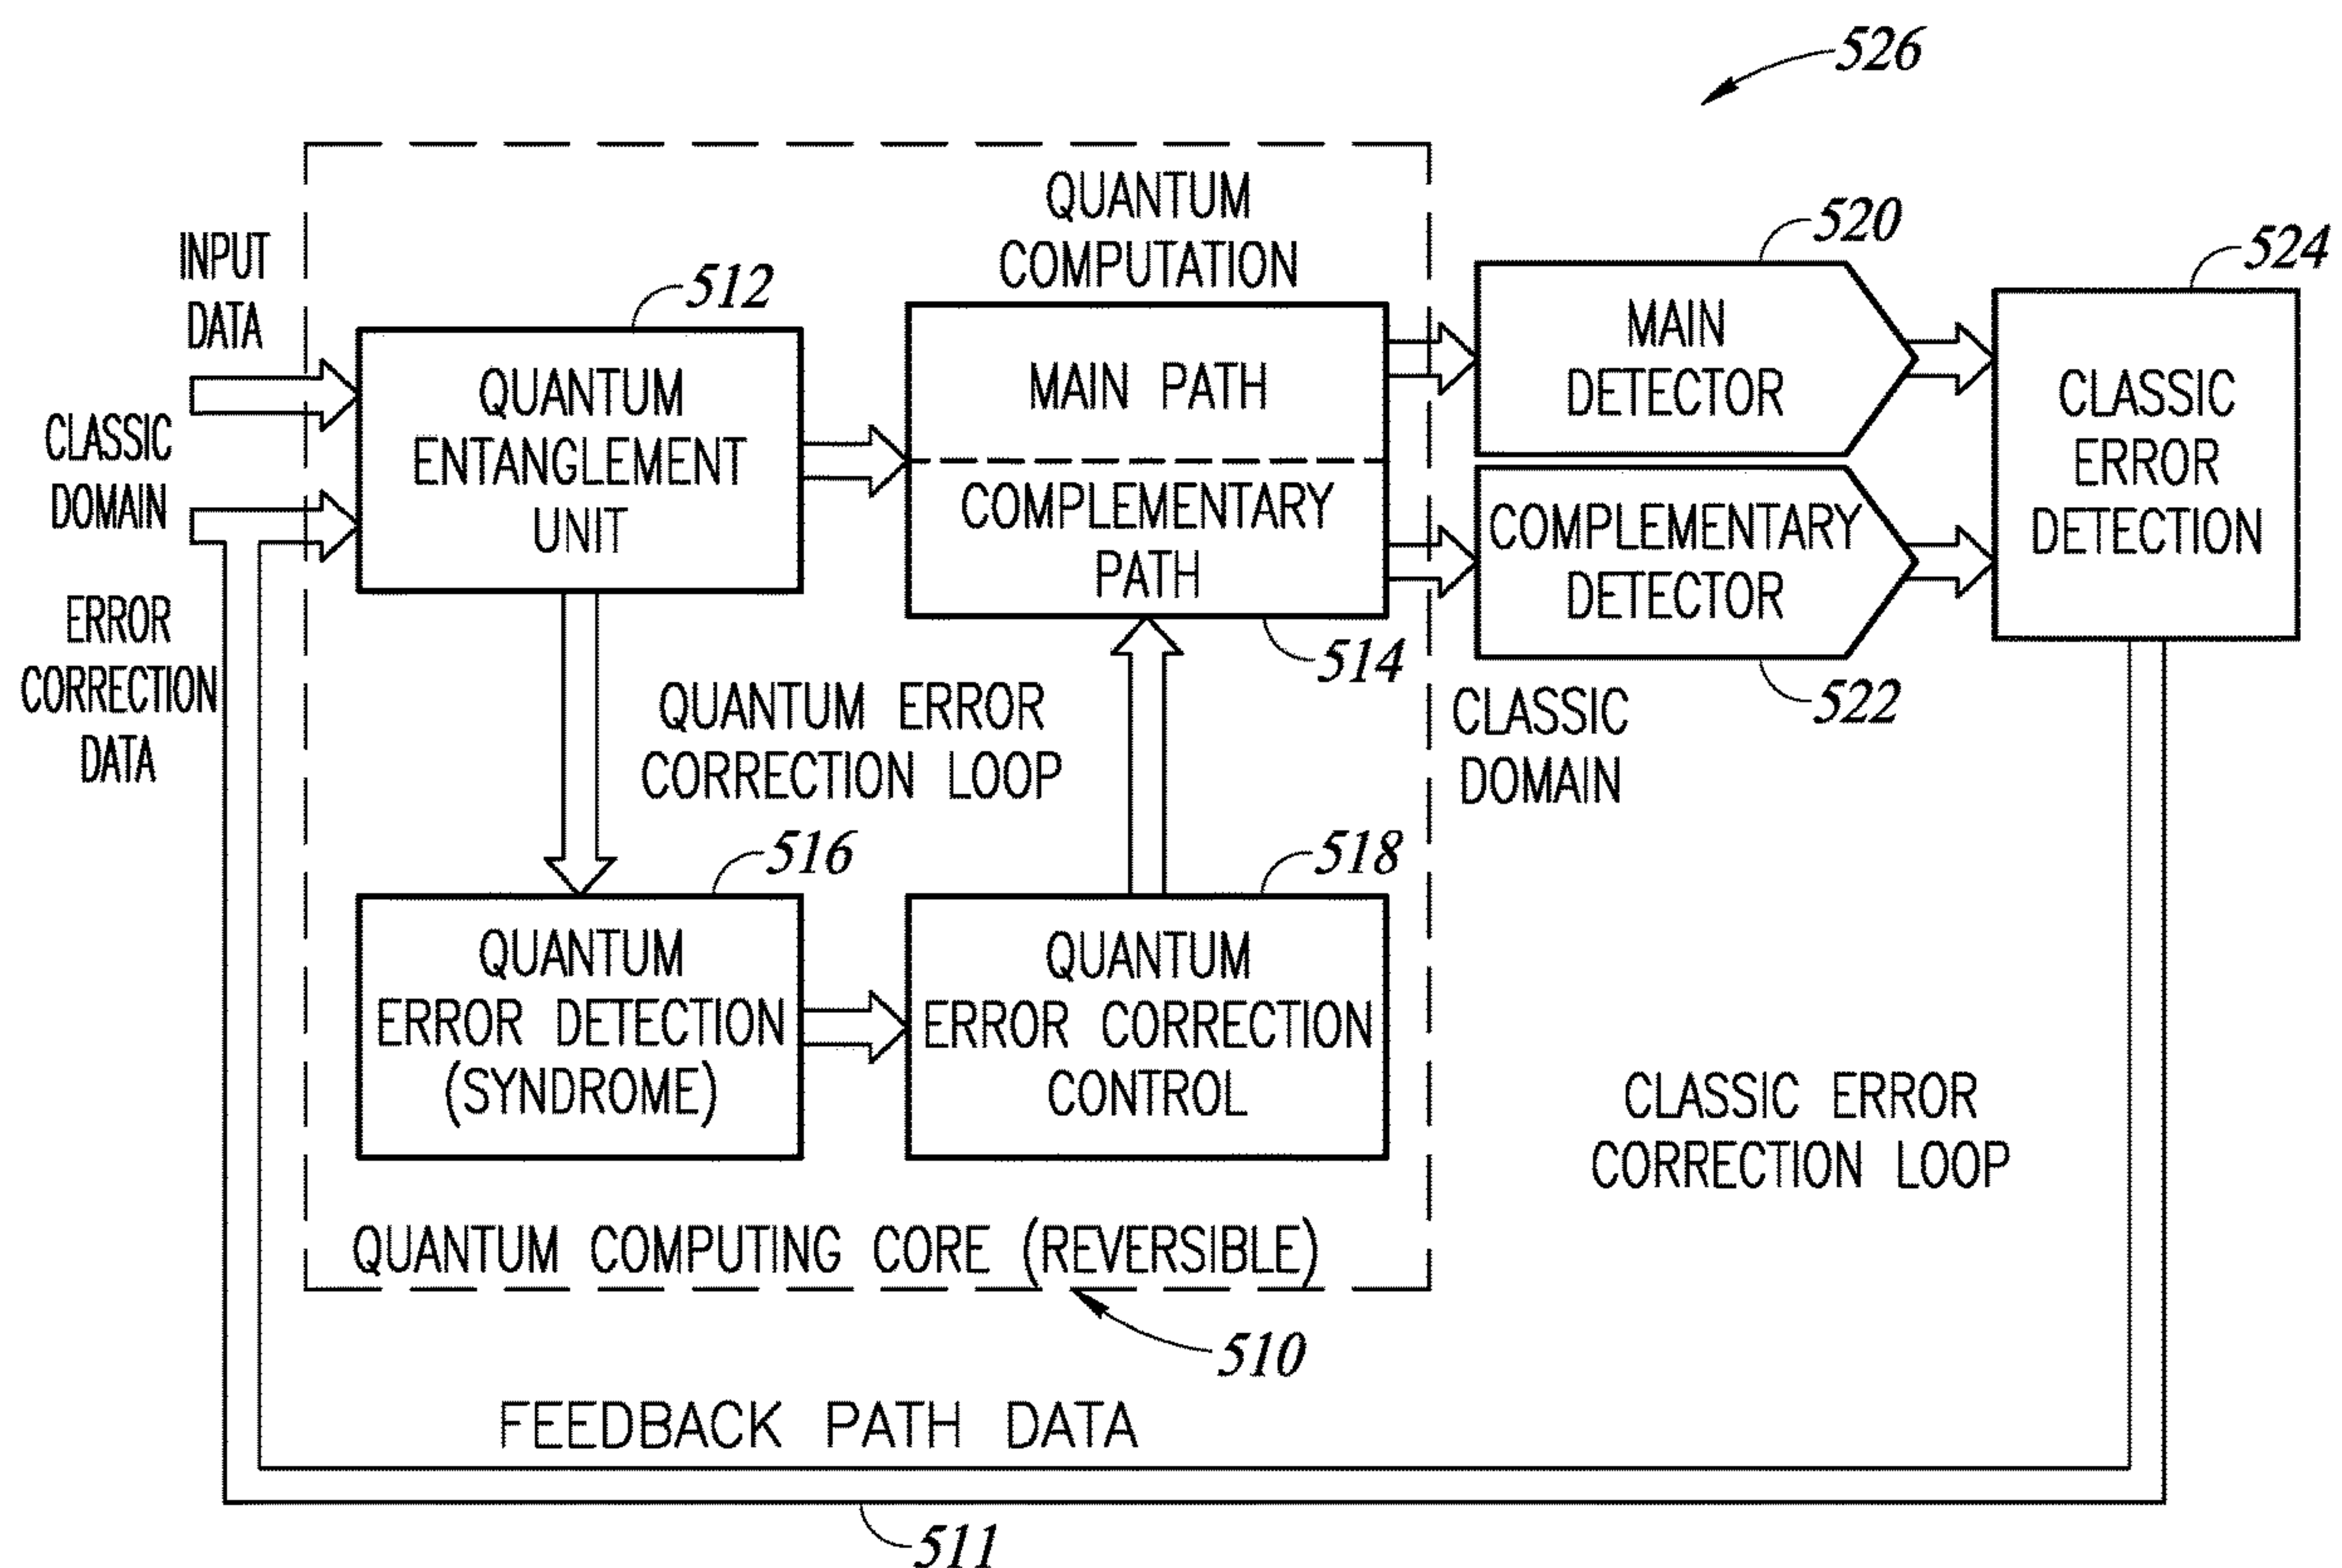 526
QUANTUM
COMPUTATION
INPUT
DATA
512
520
524
QUANTUM
ENTANGLEMENT
UNIT
MAIN PATH
COMPLEMENTARY
PATH
514
MAIN
DETECTOR
COMPLEMENTARY
DETECTOR
522
CLASSIC
ERROR
DETECTION
CLASSIC
DOMAIN
ERROR
CORRECTION
DATA
QUANTUM ERROR
CORRECTION LOOP
CLASSIC
DOMAIN
516
518
QUANTUM
ERROR DETECTION
(SYNDROME)
QUANTUM
ERROR CORRECTION
CONTROL
CLASSIC ERROR
CORRECTION LOOP
QUANTUM COMPUTING CORE (REVERSIBLE)
510
FEEDBACK PATH DATA
511